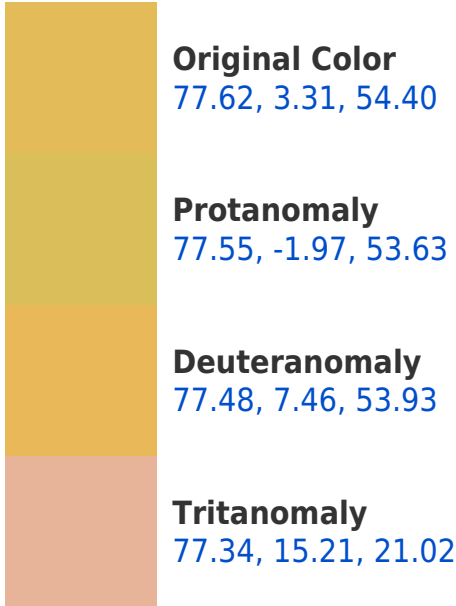 Original Color
77.62, 3.31, 54.40
Protanomaly
77.55, -1.97, 53.63
Deuteranomaly
77.48, 7.46, 53.93
Tritanomaly
77.34, 15.21, 21.02